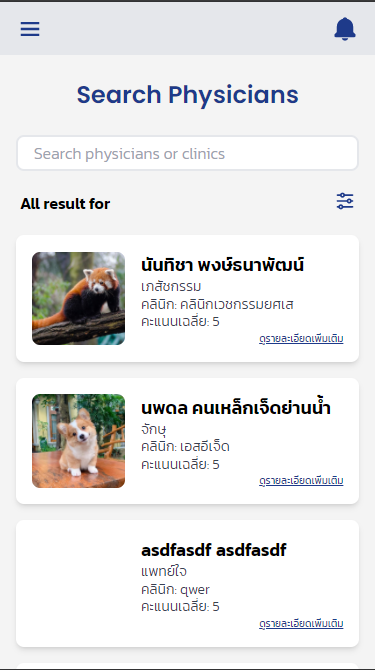 Search Physicians
Search physicians or clinics
All result for
นันทิชา พงษ์ธนาพัฒน์
เภสัชกรรม
คลินิก: คลินิกเวชกรรมยศเส
คะแนนเฉลี่ย: 5
ดูรายละเอียดเพิ่มเติม
นพดล คนเหล็กเจ็ดย่านน้ำ
จักษุ
คลินิก: เอสอีเจ็ด
คะแนนเฉลี่ย: 5
ดูรายละเอียดเพิ่มเติม
asdfasdf asdfasdf
แพทย์ใจ
คลินิก: qwer
คะแนนเฉลี่ย: 5
ดูรายละเอียดเพิ่มเติม